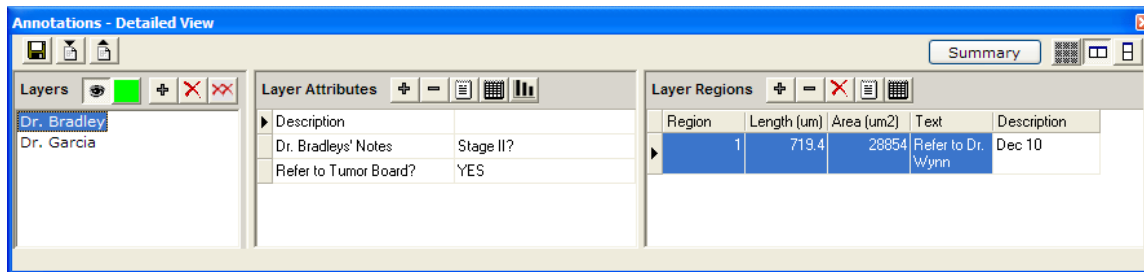 Annotations - Detailed View
Summary
Layers
Layer Attributes
Layer Regions
Dr. Bradley
Dr. Garcia
Description
Dr. Bradleys' Notes Stage II?
Refer to Tumor Board? YES
Region Length (um) Area (um2) Text Description
1 719.4 28854 Refer to Dr. Dec 10
Wynn